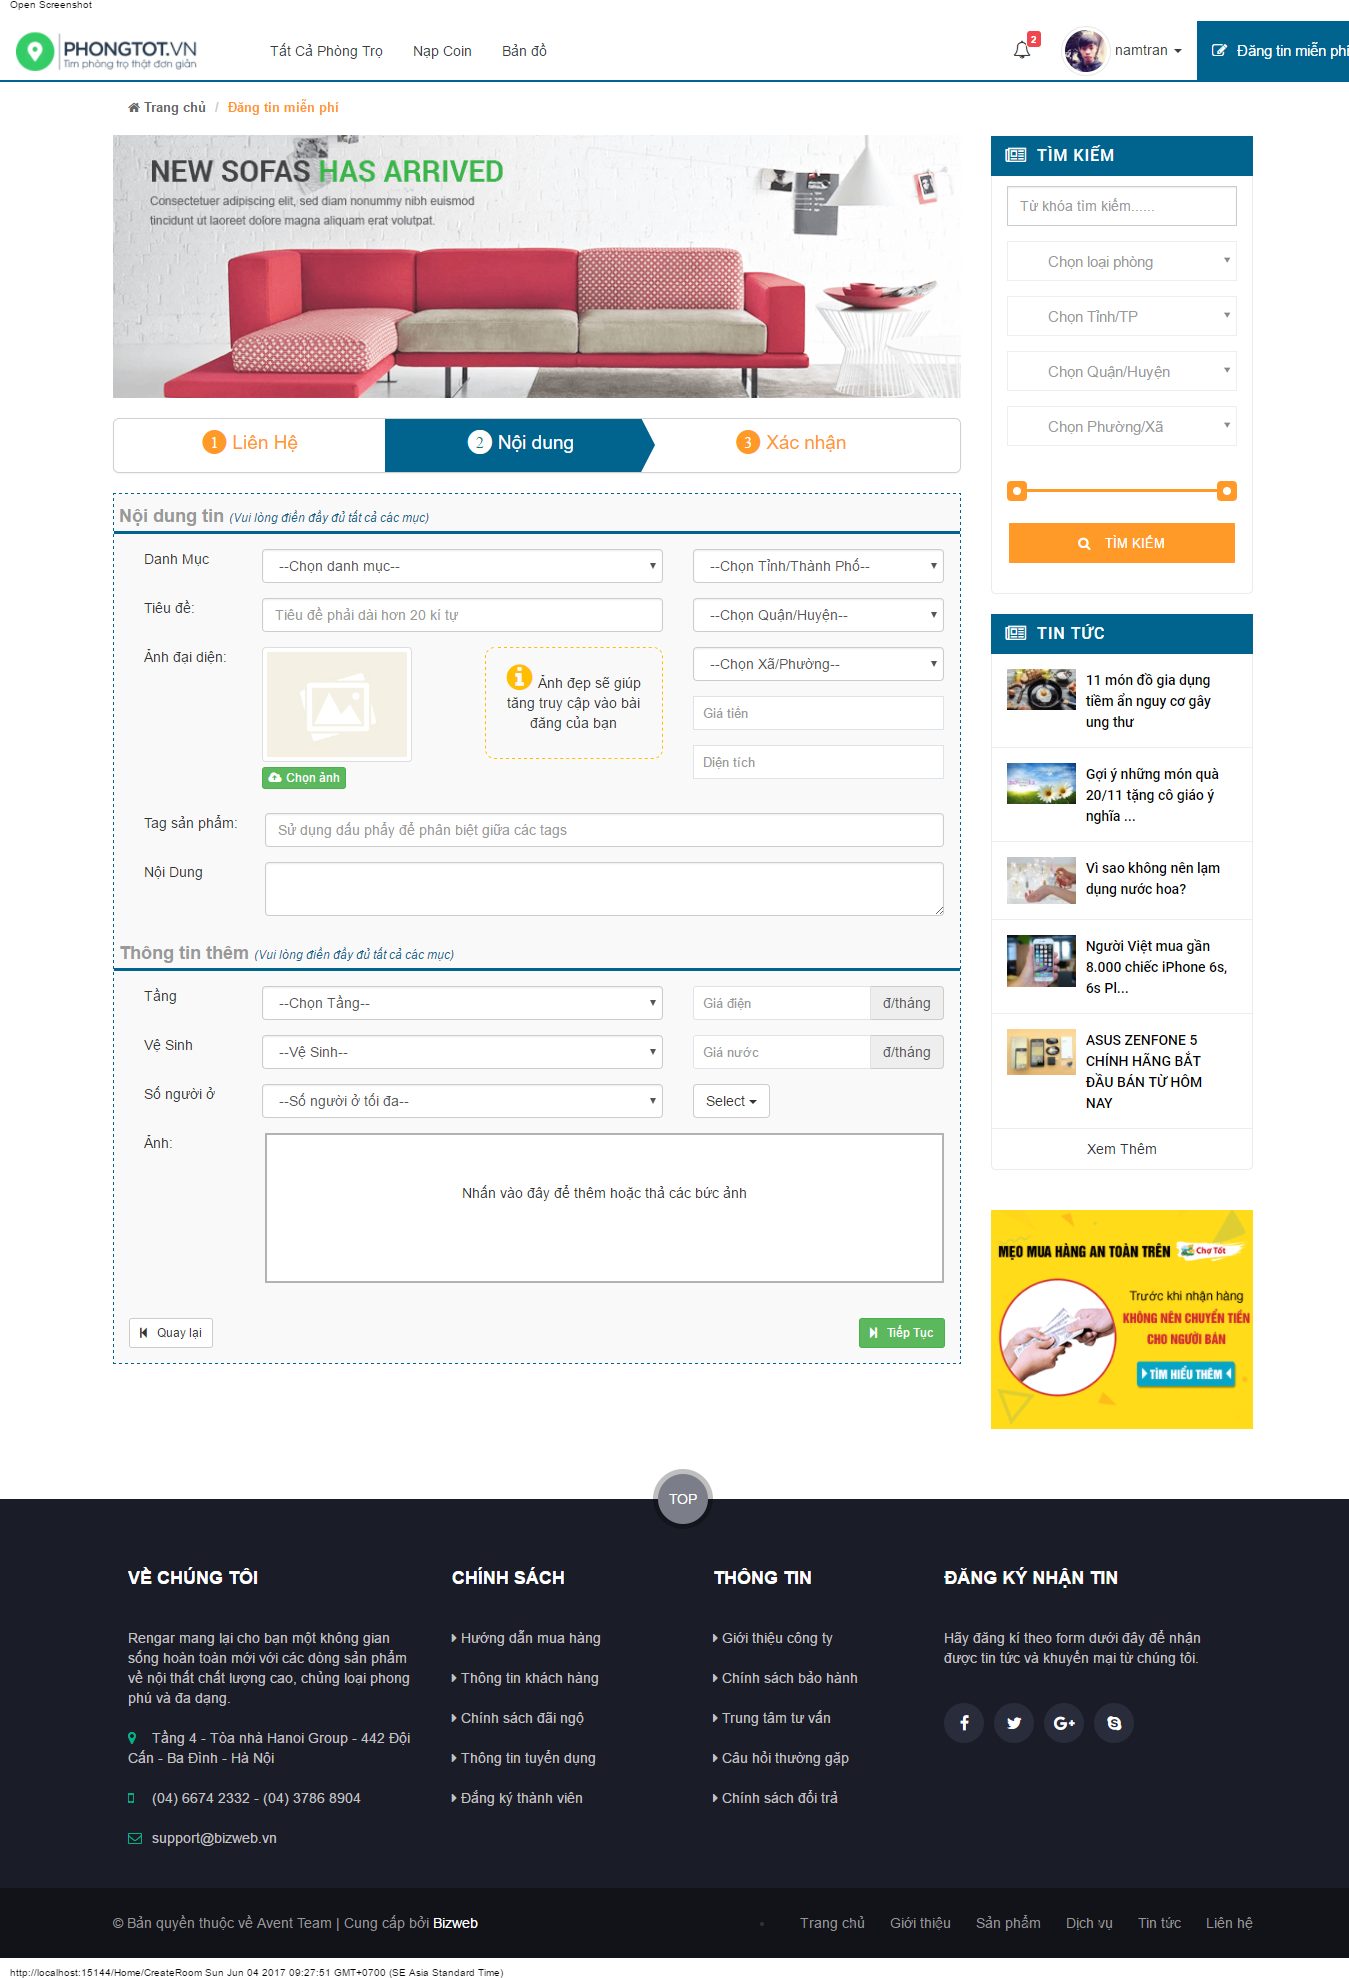 Open Screenshot
PHONGTOT.VN
Tìm phòng trọ thật đơn giản
Tất Cả Phòng Trọ
Nạp Coin
Bản đồ
2
namtran
Đăng tin miễn phí
Trang chủ / Đăng tin miễn phí
NEW SOFAS HAS ARRIVED
Consectetuer adipiscing elit, sed diam nonummy nibh euismod
tincidunt ut laoreet dolore magna aliquam erat volutpat.
1 Liên Hệ
2 Nội dung
3 Xác nhận
Nội dung tin (Vui lòng điền đầy đủ tất cả các mục)
Danh Mục
--Chọn danh mục--
--Chọn Tỉnh/Thành Phố--
Tiêu đề:
Tiêu đề phải dài hơn 20 kí tự
--Chọn Quận/Huyện--
Ảnh đại diện:
Ảnh đẹp sẽ giúp
tăng truy cập vào bài
đăng của bạn
--Chọn Xã/Phường--
Giá tiền
Diện tích
Chọn ảnh
Tag sản phẩm:
Sử dụng dấu phẩy để phân biệt giữa các tags
Nội Dung
Thông tin thêm (Vui lòng điền đầy đủ tất cả các mục)
Tầng
--Chọn Tầng--
Giá điện
đ/tháng
Vệ Sinh
--Vệ Sinh--
Giá nước
đ/tháng
Số người ở
--Số người ở tối đa--
Select
Ảnh:
Nhấn vào đây để thêm hoặc thả các bức ảnh
Quay lại
Tiếp Tục
TÌM KIẾM
Từ khóa tìm kiếm......
Chọn loại phòng
Chọn Tỉnh/TP
Chọn Quận/Huyện
Chọn Phường/Xã
TÌM KIẾM
TIN TỨC
11 món đồ gia dụng
tiềm ẩn nguy cơ gây
ung thư
Gợi ý những món quà
20/11 tặng cô giáo ý
nghĩa ...
Vì sao không nên lạm
dụng nước hoa?
Người Việt mua gần
8.000 chiếc iPhone 6s,
6s Pl...
ASUS ZENFONE 5
CHÍNH HÃNG BẮT
ĐẦU BÁN TỪ HÔM
NAY
Xem Thêm
MẸO MUA HÀNG AN TOÀN TRÊN Chợ Tốt
Trước khi nhận hàng
KHÔNG NÊN CHUYỂN TIỀN
CHO NGƯỜI BÁN
TÌM HIỂU THÊM
TOP
VỀ CHÚNG TÔI
Rengar mang lại cho bạn một không gian
sống hoàn toàn mới với các dòng sản phẩm
về nội thất chất lượng cao, chủng loại phong
phú và đa dạng.
Tầng 4 - Tòa nhà Hanoi Group - 442 Đội
Cấn - Ba Đình - Hà Nội
(04) 6674 2332 - (04) 3786 8904
support@bizweb.vn
CHÍNH SÁCH
Hướng dẫn mua hàng
Thông tin khách hàng
Chính sách đãi ngộ
Thông tin tuyển dụng
Đắng ký thành viên
THÔNG TIN
Giới thiệu công ty
Chính sách bảo hành
Trung tâm tư vấn
Câu hỏi thường gặp
Chính sách đổi trả
ĐĂNG KÝ NHẬN TIN
Hãy đăng kí theo form dưới đây để nhận
được tin tức và khuyến mại từ chúng tôi.
© Bản quyền thuộc về Avent Team | Cung cấp bởi Bizweb
Trang chủ
Giới thiệu
Sản phẩm
Dịch vụ
Tin tức
Liên hệ
http://localhost:15144/Home/CreateRoom Sun Jun 04 2017 09:27:51 GMT+0700 (SE Asia Standard Time)